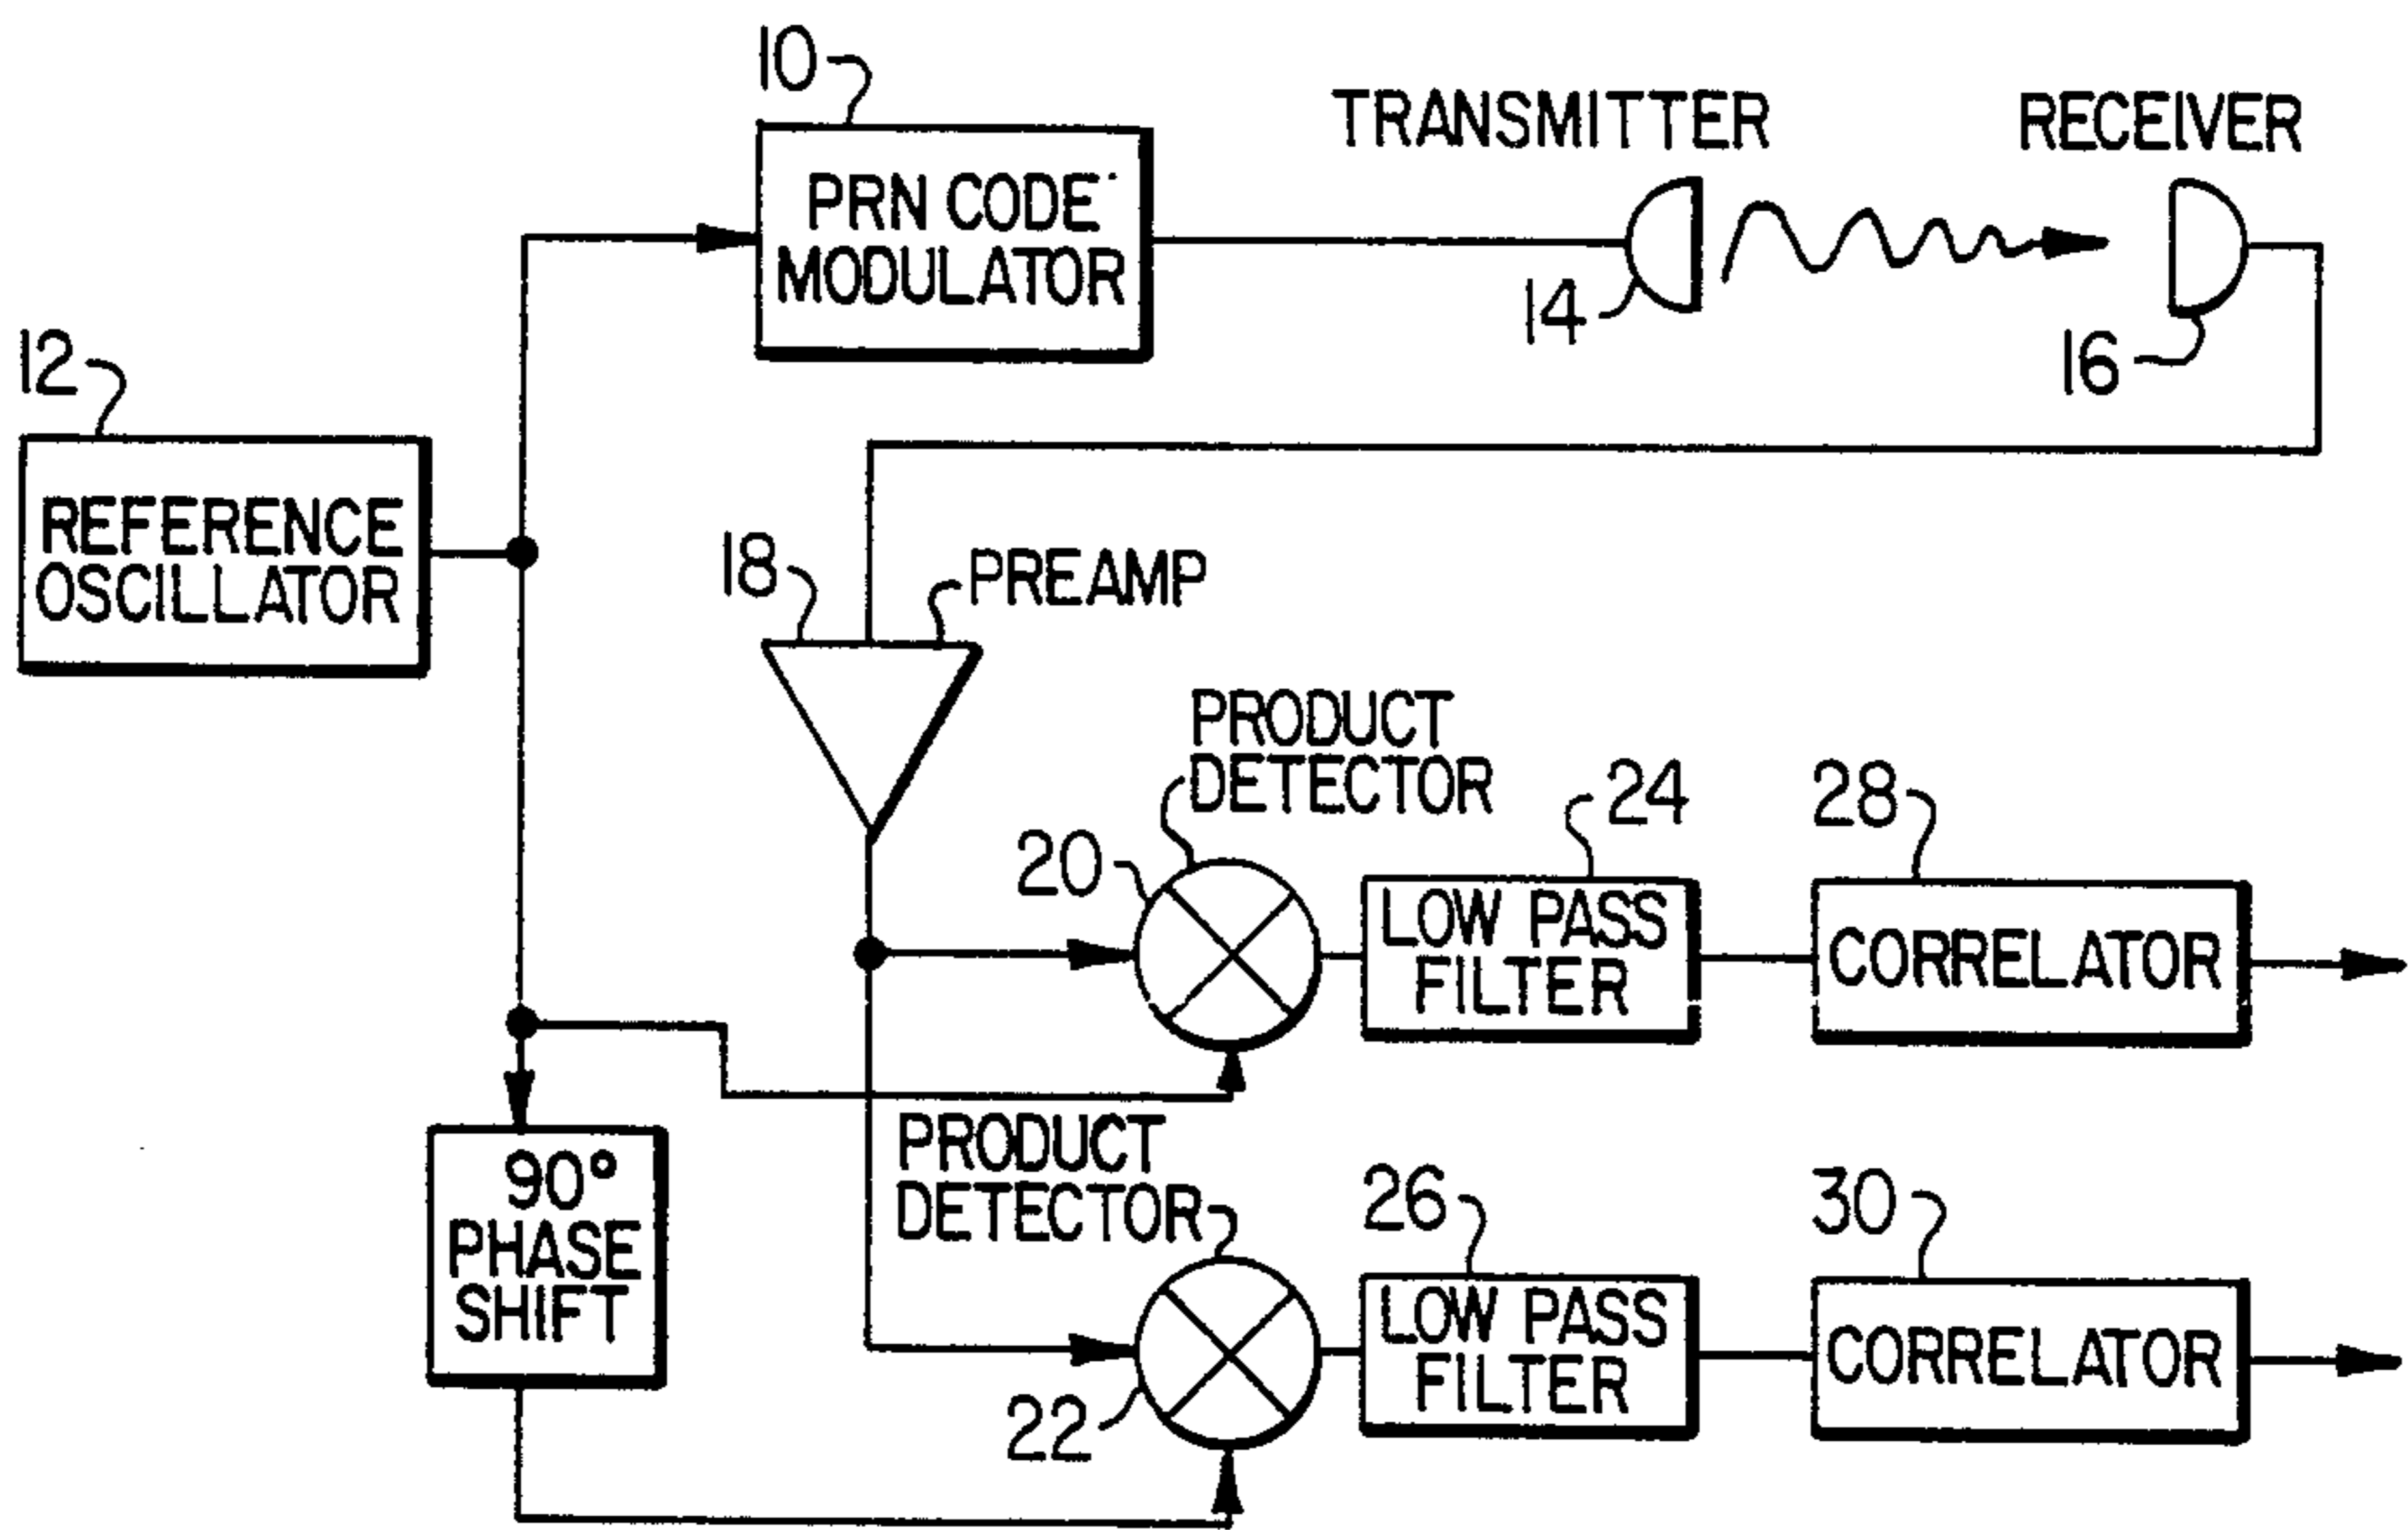 10
TRANSMITTER
RECEIVER
PRN CODE
MODULATOR
14
16
12
REFERENCE
OSCILLATOR
18
PREAMP
PRODUCT
DETECTOR
20
24
28
LOW PASS
FILTER
CORRELATOR
90°
PHASE
SHIFT
PRODUCT
DETECTOR
22
26
30
LOW PASS
FILTER
CORRELATOR